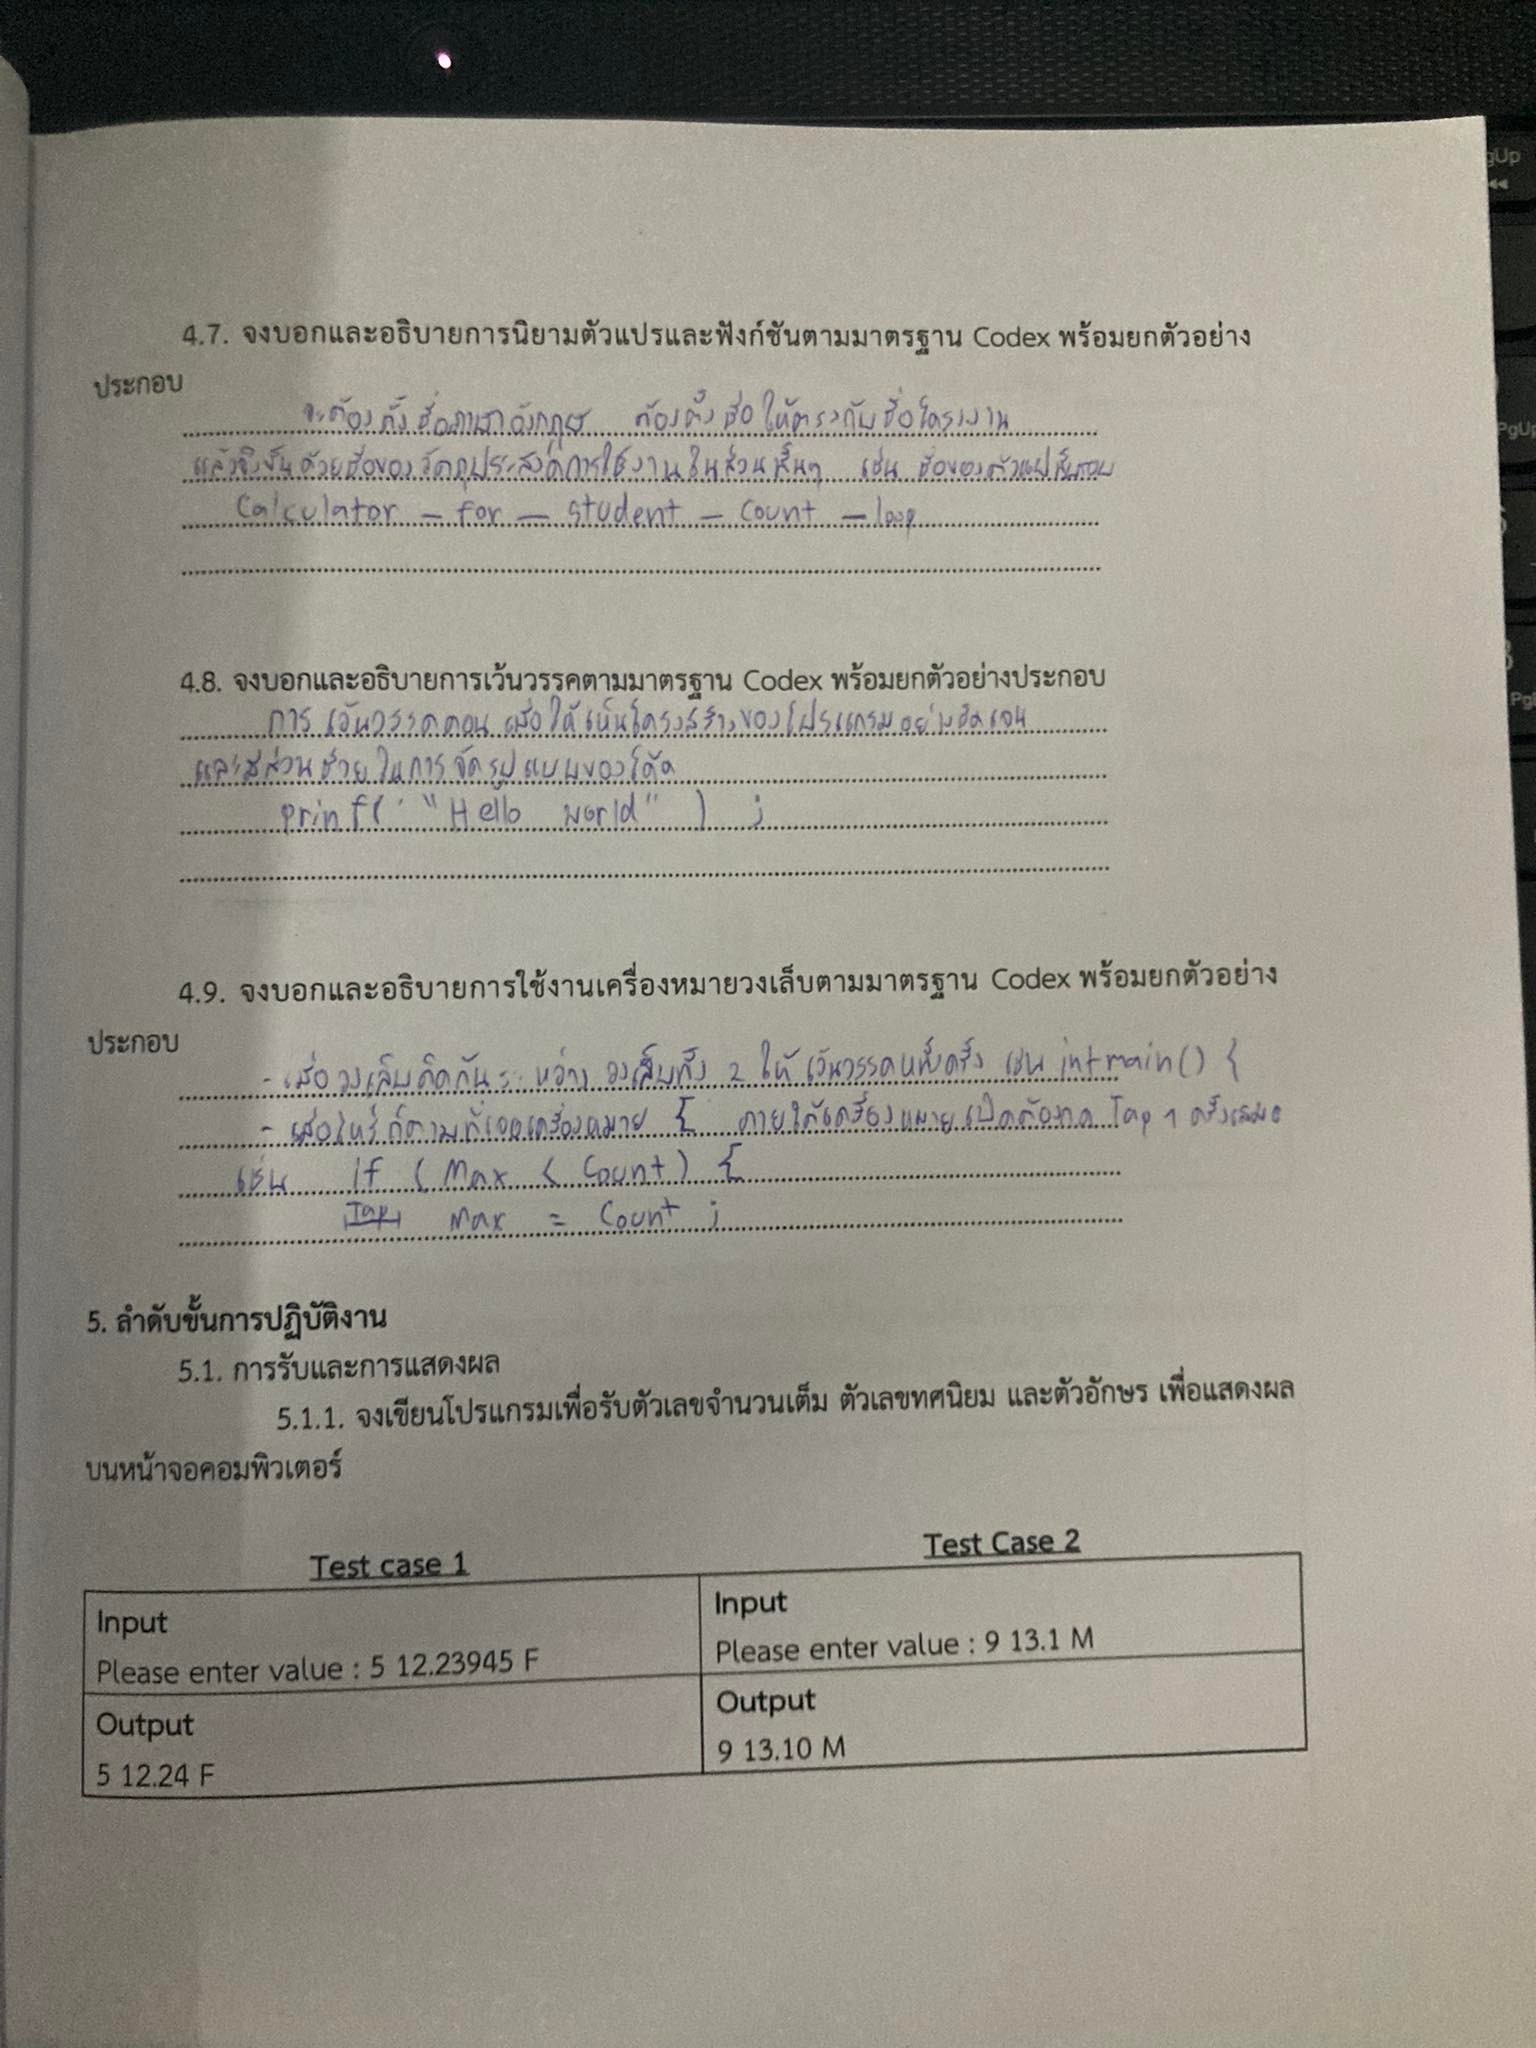 gUp
PgUp
4.7. จงบอกและอธิบายการนิยามตัวแปรและฟังก์ชันตามมาตรฐาน Codex พร้อมยกตัวอย่าง
ประกอบ
จะต้องตั้งชื่อภาษาอังกฤษ ต้องตั้งชื่อให้ตรงกับชื่อโครงงาน
แล้วจึงขั้นด้วยชื่อของวัตถุประสงค์การใช้งานในส่วนนั้นๆ เช่น ชื่อของตัวแปร
Calculator - for - student - count - loop
4.8. จงบอกและอธิบายการเว้นวรรคตามมาตรฐาน Codex พร้อมยกตัวอย่างประกอบ
การเว้นวรรคตอน เพื่อให้เห็นโครงสร้างของโปรแกรมอย่างชัดเจน
และมีส่วนช่วยในการจัดรูปแบบของโค้ด
prinf( "Hello world" ) ;
4.9. จงบอกและอธิบายการใช้งานเครื่องหมายวงเล็บตามมาตรฐาน Codex พร้อมยกตัวอย่าง
ประกอบ
- เมื่อวงเล็บติดกันระหว่างวงเล็บทั้ง 2 ให้เว้นวรรคหนึ่งครั้ง เช่น int main() {
- เมื่อไหร่ก็ตามที่เจอเครื่องหมาย { ภายใต้เครื่องหมายเปิดต้องกด Tap 1 ครั้งเสมอ
เช่น if ( Max < Count) {
Tap Max = Count ;
5. ลำดับขั้นการปฏิบัติงาน
5.1. การรับและการแสดงผล
5.1.1. จงเขียนโปรแกรมเพื่อรับตัวเลขจำนวนเต็ม ตัวเลขทศนิยม และตัวอักษร เพื่อแสดงผล
บนหน้าจอคอมพิวเตอร์
Test case 1
Input
Please enter value : 5 12.23945 F
Output
5 12.24 F
Test Case 2
Input
Please enter value : 9 13.1 M
Output
9 13.10 M